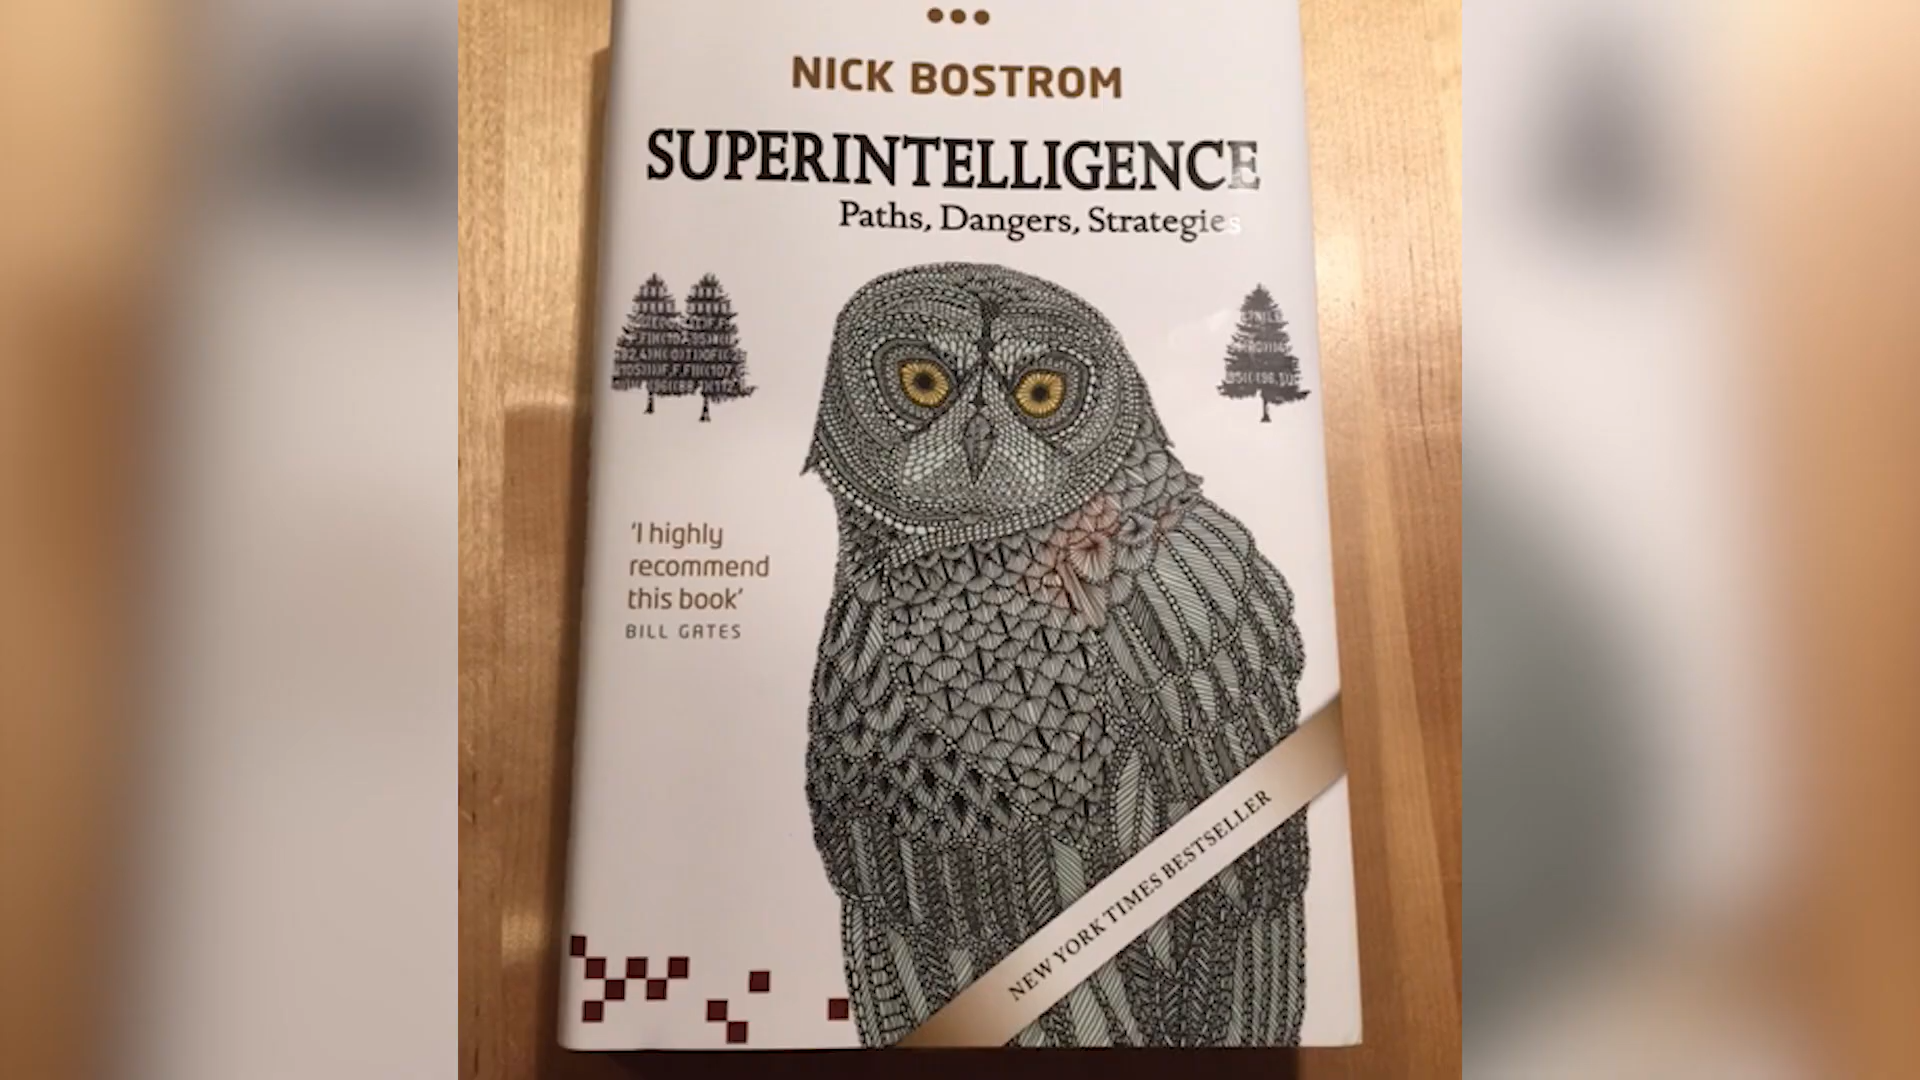 NICK BOSTROM
SUPERINTELLIGENCE
Paths, Dangers, Strategies
'I highly
recommend
this book'
BILL GATES
NEW YORK TIMES BESTSELLER